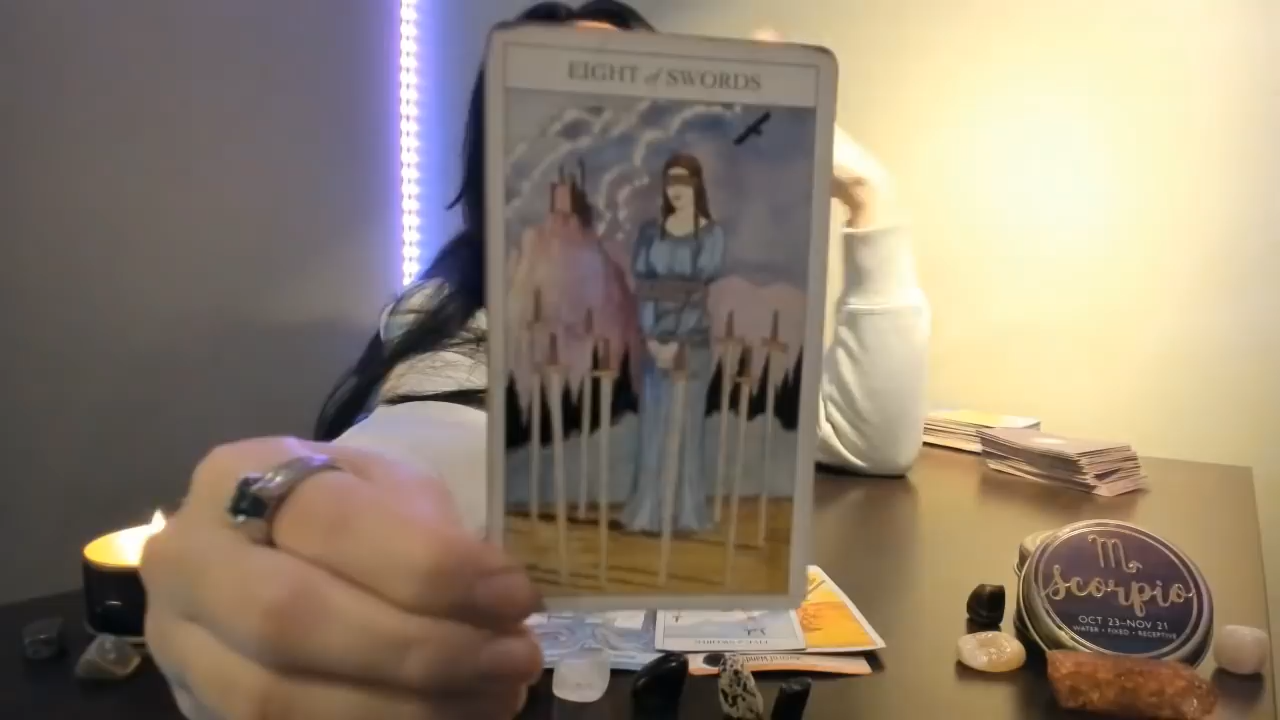 EIGHT of SWORDS
Scorpio
OCT 23–NOV 21
WATER • FIXED • RECEPTIVE